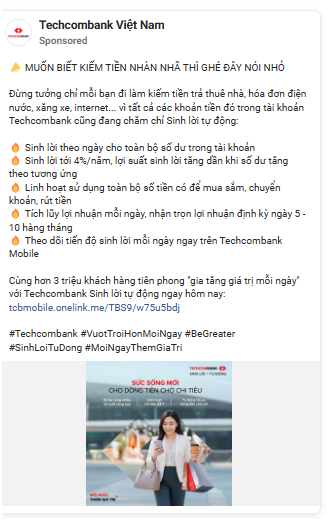 Techcombank Việt Nam
Sponsored
MUỐN BIẾT KIẾM TIỀN NHÀN NHÃ THÌ GHÉ ĐÂY NÓI NHỎ
Đừng tưởng chỉ mỗi bạn đi làm kiếm tiền trả thuê nhà, hóa đơn điện
nước, xăng xe, internet... vì tất cả các khoản tiền đó trong tài khoản
Techcombank cũng đang chăm chỉ Sinh lời tự động:
Sinh lời theo ngày cho toàn bộ số dư trong tài khoản
Sinh lời tới 4%/năm, lợi suất sinh lời tăng dần khi số dư tăng
theo tương ứng
Linh hoạt sử dụng toàn bộ số tiền có để mua sắm, chuyển
khoản, rút tiền
Tích lũy lợi nhuận mỗi ngày, nhận trọn lợi nhuận định kỳ ngày 5 -
10 hàng tháng
Theo dõi tiến độ sinh lời mỗi ngày ngay trên Techcombank
Mobile
Cùng hơn 3 triệu khách hàng tiên phong "gia tăng giá trị mỗi ngày"
với Techcombank Sinh lời tự động ngay hôm nay:
tcbmobile.onelink.me/TBS9/w75u5bdj
#Techcombank #VuotTroiHonMoiNgay #BeGreater
#SinhLoiTuDong #MoiNgayThemGiaTri
TECHCOMBANK
SINH LỜI TỰ ĐỘNG
SỨC SỐNG MỚI
CHO DÒNG TIỀN CHỜ CHI TIÊU
MỖI NGÀY
THÊM GIÁ TRỊ